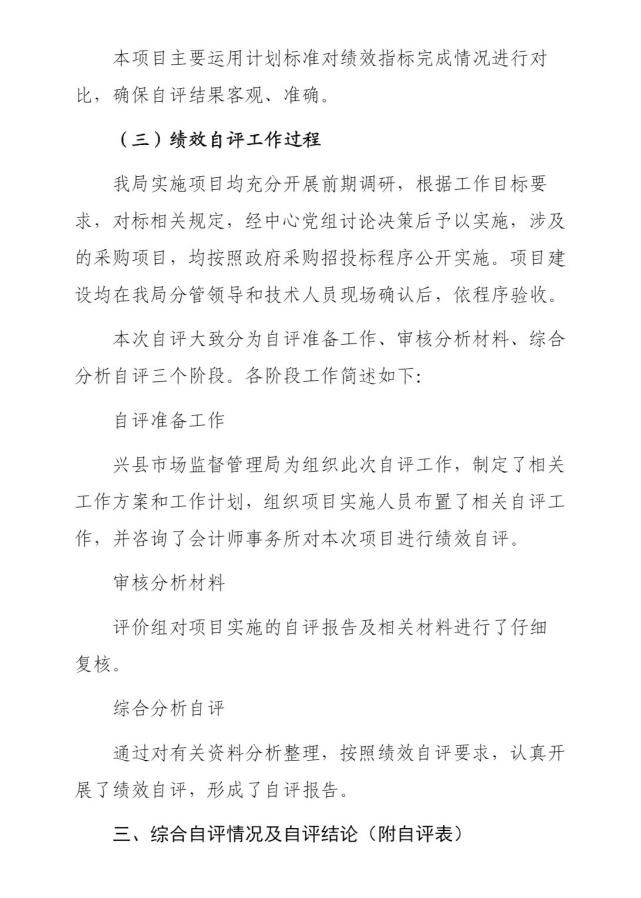 本项目主要运用计划标准对绩效指标完成情况进行对
比，确保自评结果客观、准确。
（三）绩效自评工作过程
我局实施项目均充分开展前期调研，根据工作目标要
求，对标相关规定，经中心党组讨论决策后予以实施，涉及
的采购项目，均按照政府采购招投标程序公开实施。项目建
设均在我局分管领导和技术人员现场确认后，依程序验收。
本次自评大致分为自评准备工作、审核分析材料、综合
分析自评三个阶段。各阶段工作简述如下：
自评准备工作
兴县市场监督管理局为组织此次自评工作，制定了相关
工作方案和工作计划，组织项目实施人员布置了相关自评工
作，并咨询了会计师事务所对本次项目进行绩效自评。
审核分析材料
评价组对项目实施的自评报告及相关材料进行了仔细
复核。
综合分析自评
通过对有关资料分析整理，按照绩效自评要求，认真开
展了绩效自评，形成了自评报告。
三、综合自评情况及自评结论（附自评表）